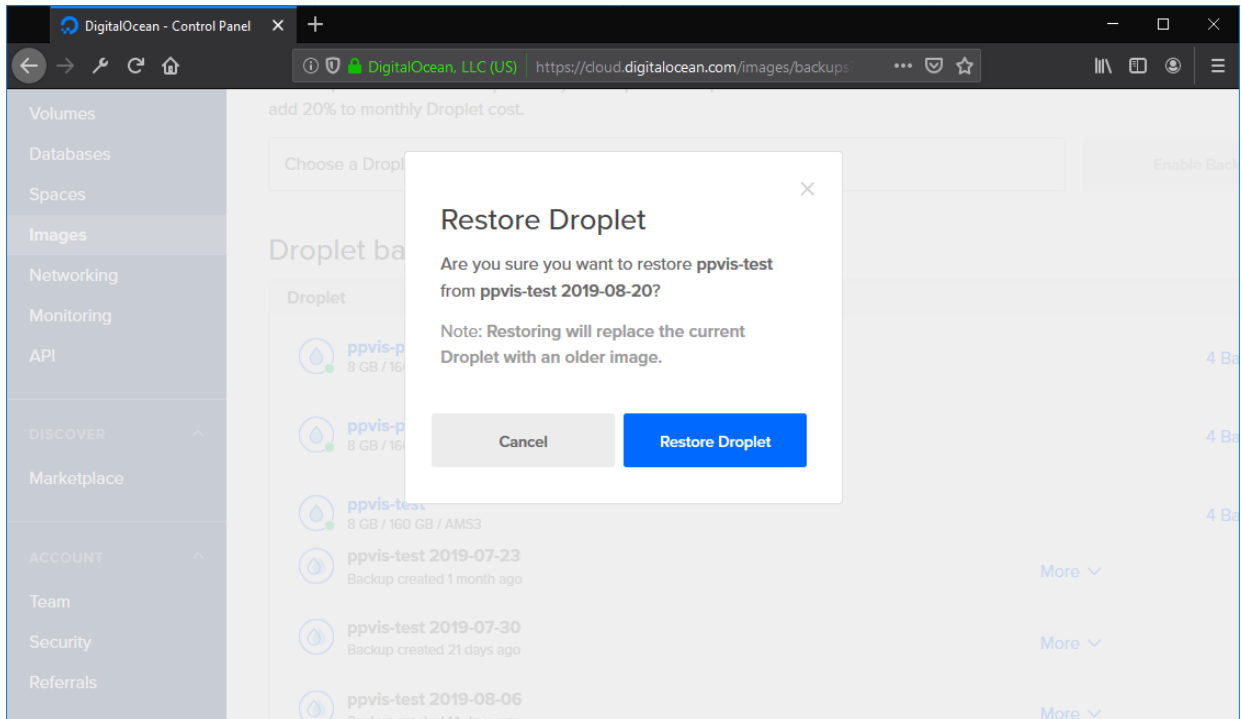 DigitalOcean - Control Panel
DigitalOcean, LLC (US) https://cloud.digitalocean.com/images/backups
Volumes
Databases
Spaces
Images
Networking
Monitoring
API
DISCOVER
Marketplace
ACCOUNT
Team
Security
Referrals
add 20% to monthly Droplet cost.
Choose a Dropl
Enable Back
Droplet ba
Droplet
ppvis-p
8 GB / 16
4 Ba
ppvis-p
8 GB / 16
4 Ba
ppvis-test
8 GB / 160 GB / AMS3
4 Ba
ppvis-test 2019-07-23
Backup created 1 month ago
More
ppvis-test 2019-07-30
Backup created 21 days ago
More
ppvis-test 2019-08-06
More
Restore Droplet
Are you sure you want to restore ppvis-test
from ppvis-test 2019-08-20?
Note: Restoring will replace the current
Droplet with an older image.
Cancel
Restore Droplet